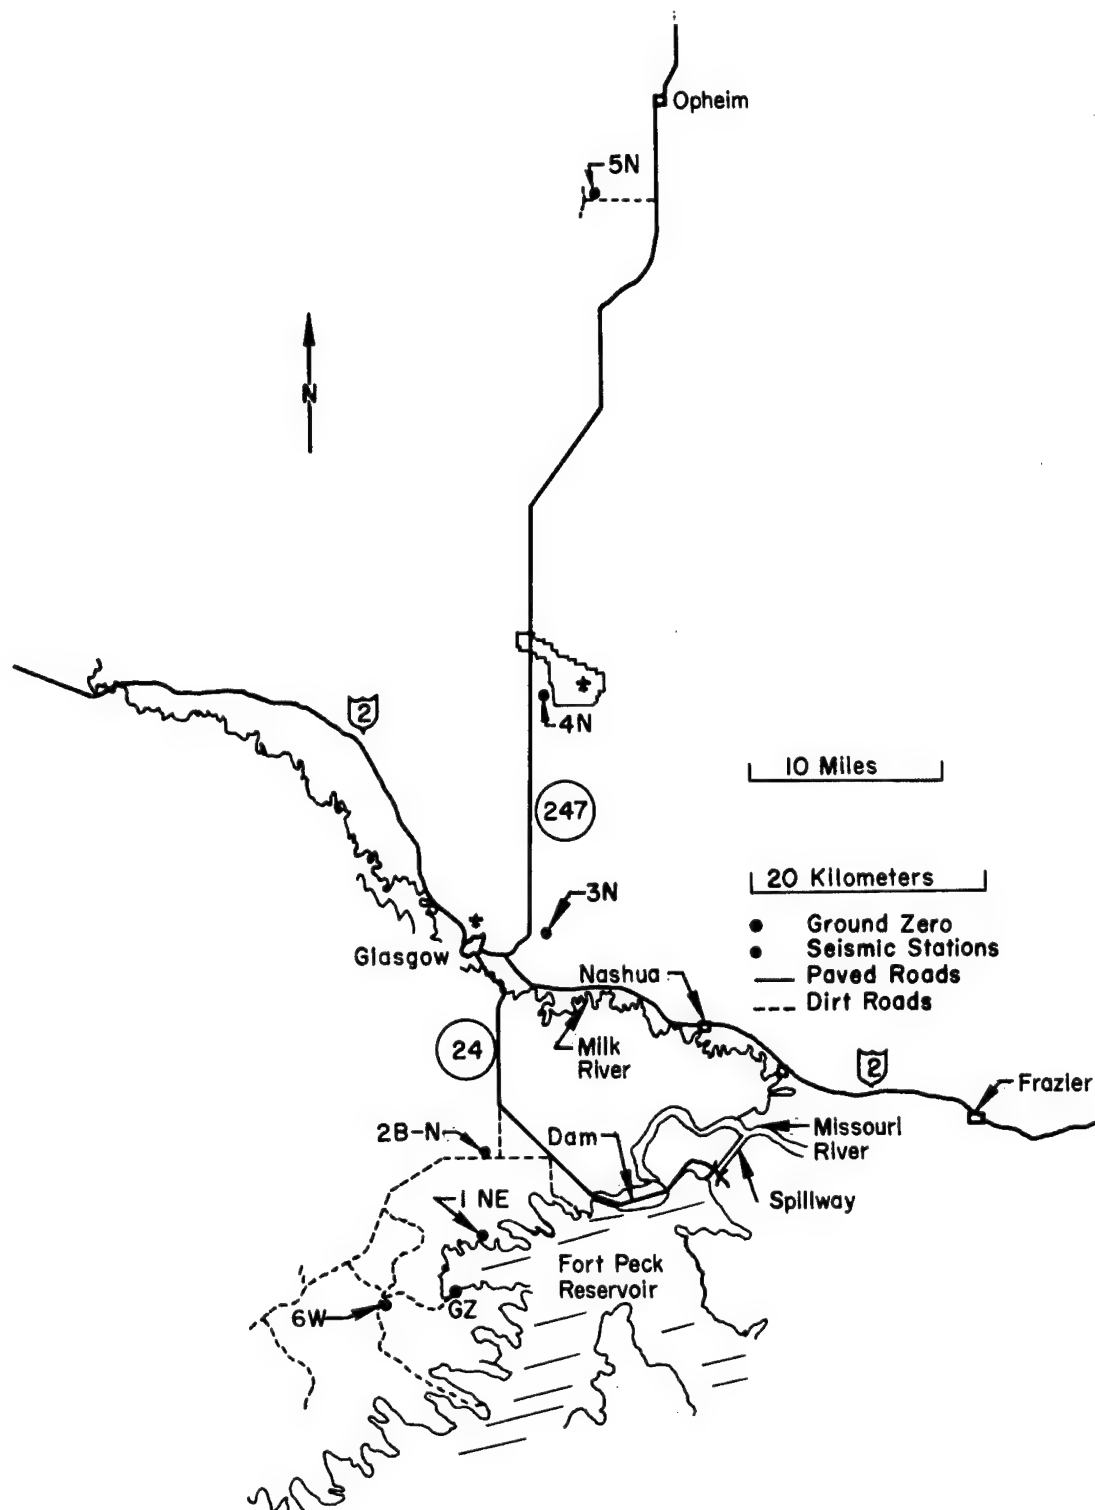 Opheim
5N
N
2
4N
10 Miles
247
20 Kilometers
3N
Ground Zero
Seismic Stations
Paved Roads
Dirt Roads
Glasgow
Nashua
24
Milk
River
2
Frazier
2B-N
Dam
Missouri
River
Spillway
1 NE
Fort Peck
Reservoir
6W
GZ